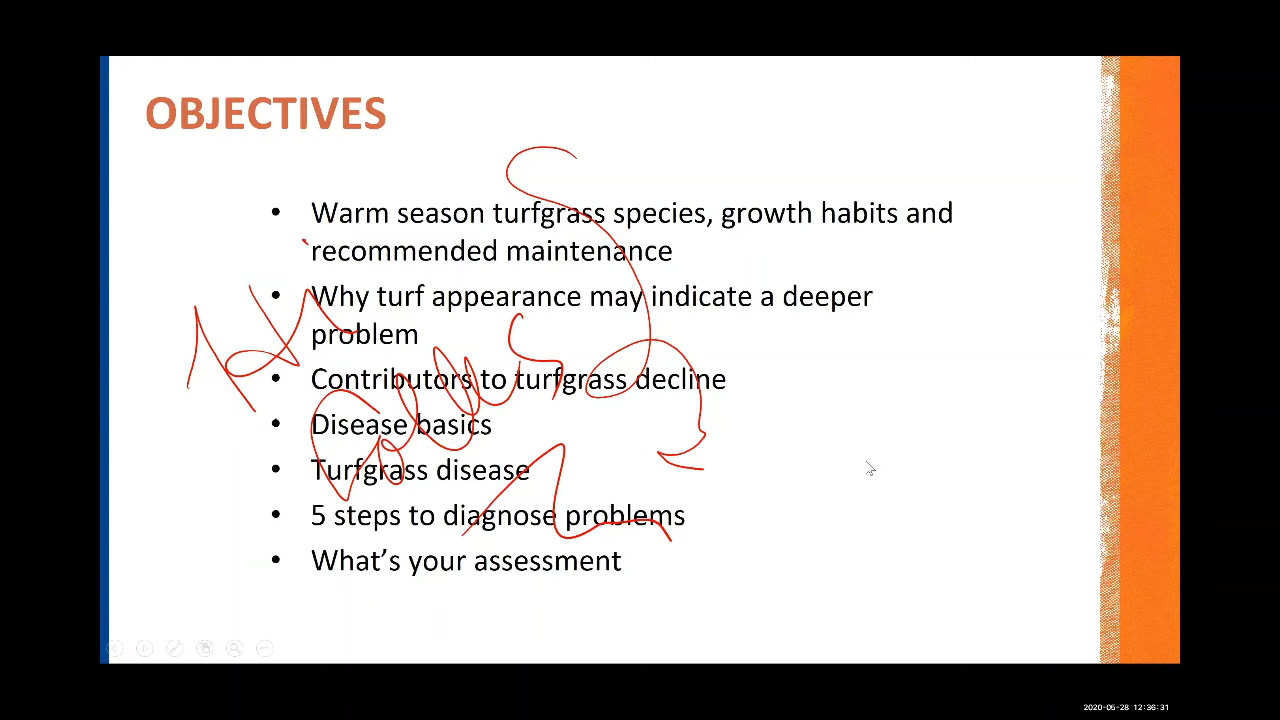 OBJECTIVES
• Warm season turfgrass species, growth habits and
recommended maintenance
• Why turf appearance may indicate a deeper
problem
• Contributors to turfgrass decline
• Disease basics
• Turfgrass disease
• 5 steps to diagnose problems
• What's your assessment
2020-05-28 12:36:31